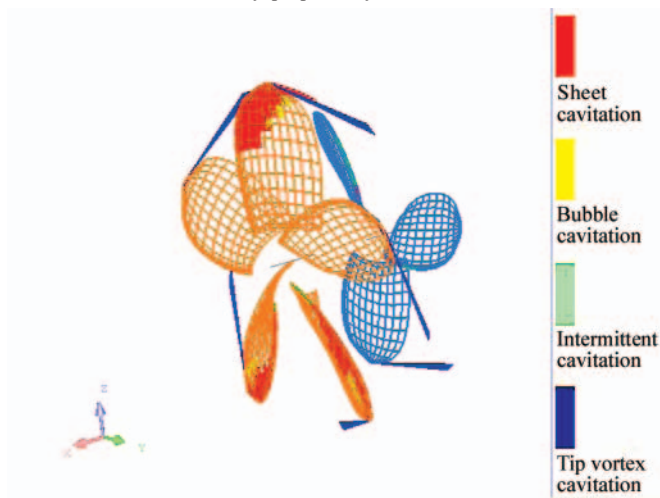 Sheet
cavitation
Bubble
cavitation
Intermittent
cavitation
Z
X
Y
Tip vortex
cavitation